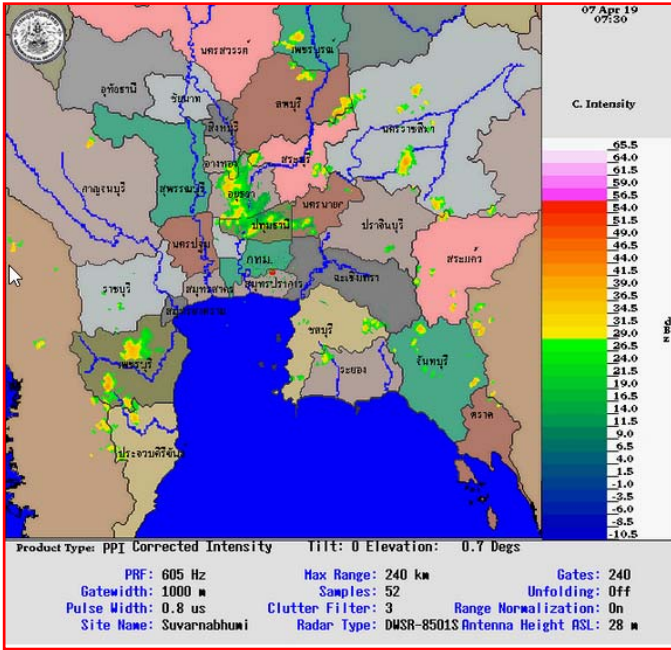 07 Apr 19
07:30
C. Intensity
65.5
64.0
61.5
59.0
56.5
54.0
51.5
49.0
46.5
44.0
41.5
39.0
36.5
34.0
31.5
29.0
26.5
24.5
21.5
19.0
16.5
14.0
11.5
9.0
6.5
4.0
1.5
-1.0
-3.5
-6.0
-8.5
-10.5
นครสวรรค์
เพชรบูรณ์
อุทัยธานี
ชัยนาท
ลพบุรี
สิงห์บุรี
นครราชสีมา
อ่างทอง
สระบุรี
กาญจนบุรี
สุพรรณบุรี
อยุธยา
นครนายก
ปทุมธานี
ปราจีนบุรี
นครปฐม
สระแก้ว
กทม.
ราชบุรี
สมุทรสาคร
สมุทรปราการ
ฉะเชิงเทรา
สมุทรสงคราม
ชลบุรี
เพชรบุรี
ระยอง
จันทบุรี
ตราด
ประจวบคีรีขันธ์
Product Type: PPI Corrected Intensity Tilt: 0 Elevation: 0.7 Degs
PRF: 605 Hz Max Range: 240 km Gates: 240
Gatewidth: 1000 m Samples: 52 Unfolding: Off
Pulse Width: 0.8 us Clutter Filter: 3 Range Normalization: On
Site Name: Suvarnabhumi Radar Type: DWSR-8501S Antenna Height ASL: 28 m